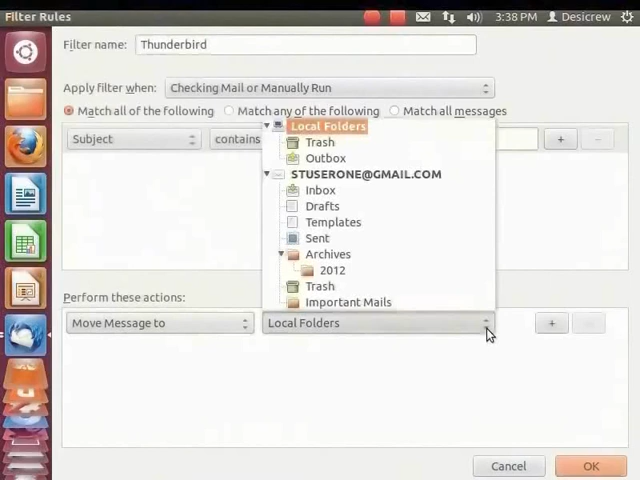 Filter Rules 3:38 PM Desicrew
Filter name: Thunderbird
Apply filter when: Checking Mail or Manually Run
Match all of the following Match any of the following Match all messages
Subject contains + −
Local Folders
Trash
Outbox
STUSERONE@GMAIL.COM
Inbox
Drafts
Templates
Sent
Archives
2012
Trash
Important Mails
Perform these actions:
Move Message to Local Folders + −
Cancel OK